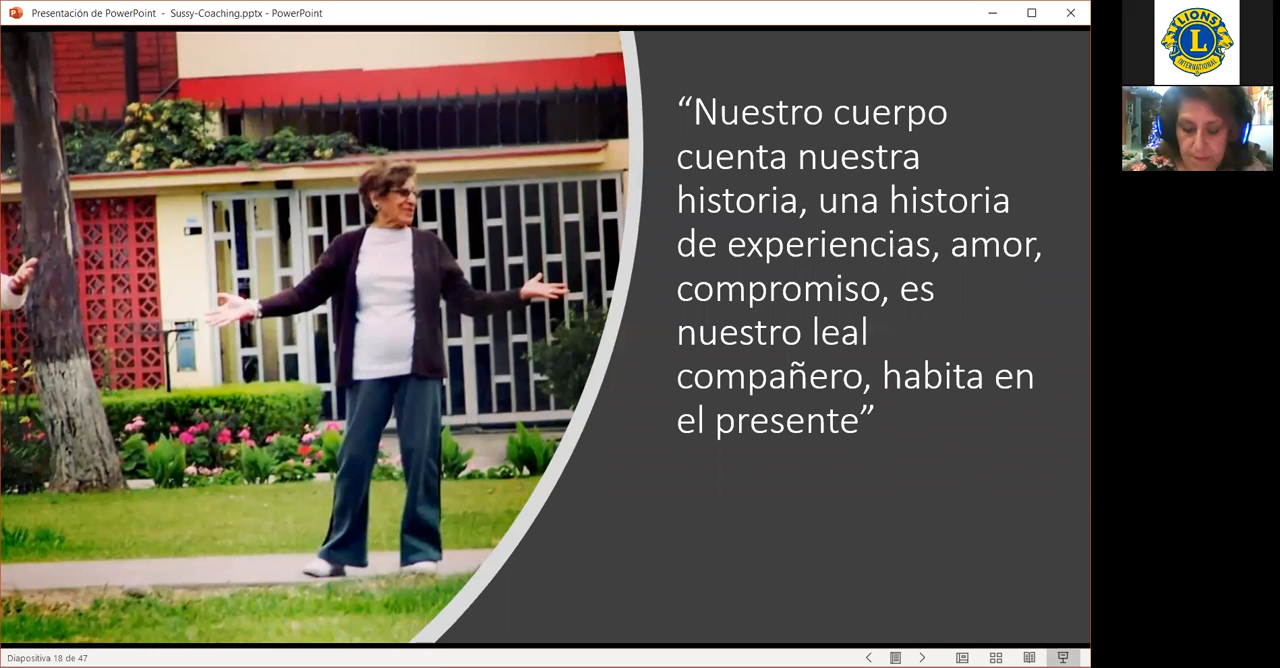 Presentación de PowerPoint - Sussy-Coaching.pptx - PowerPoint
“Nuestro cuerpo
cuenta nuestra
historia, una historia
de experiencias, amor,
compromiso, es
nuestro leal
compañero, habita en
el presente”
LIONS
L
INTERNATIONAL
Diapositiva 18 de 47